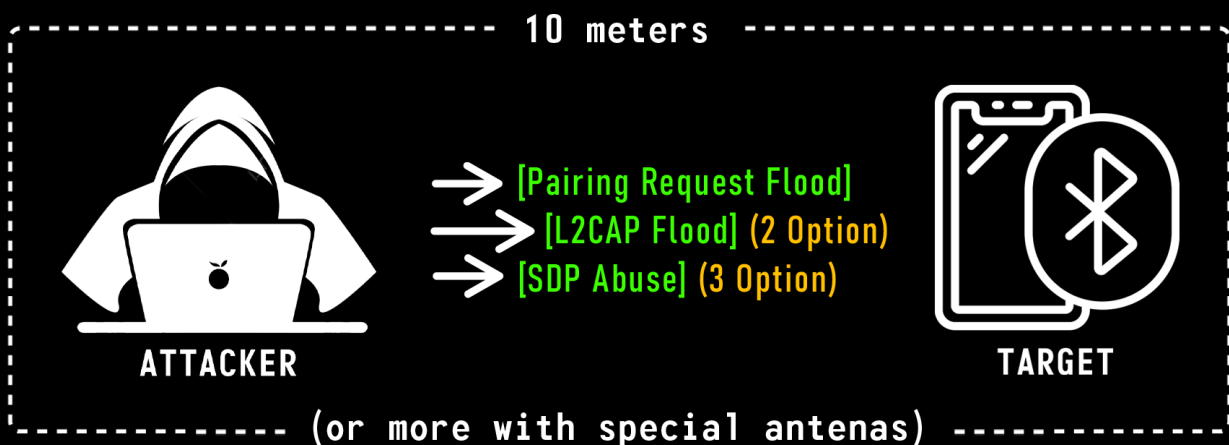 10 meters
[Pairing Request Flood]
[L2CAP Flood] (2 Option)
[SDP Abuse] (3 Option)
ATTACKER
TARGET
(or more with special antenas)